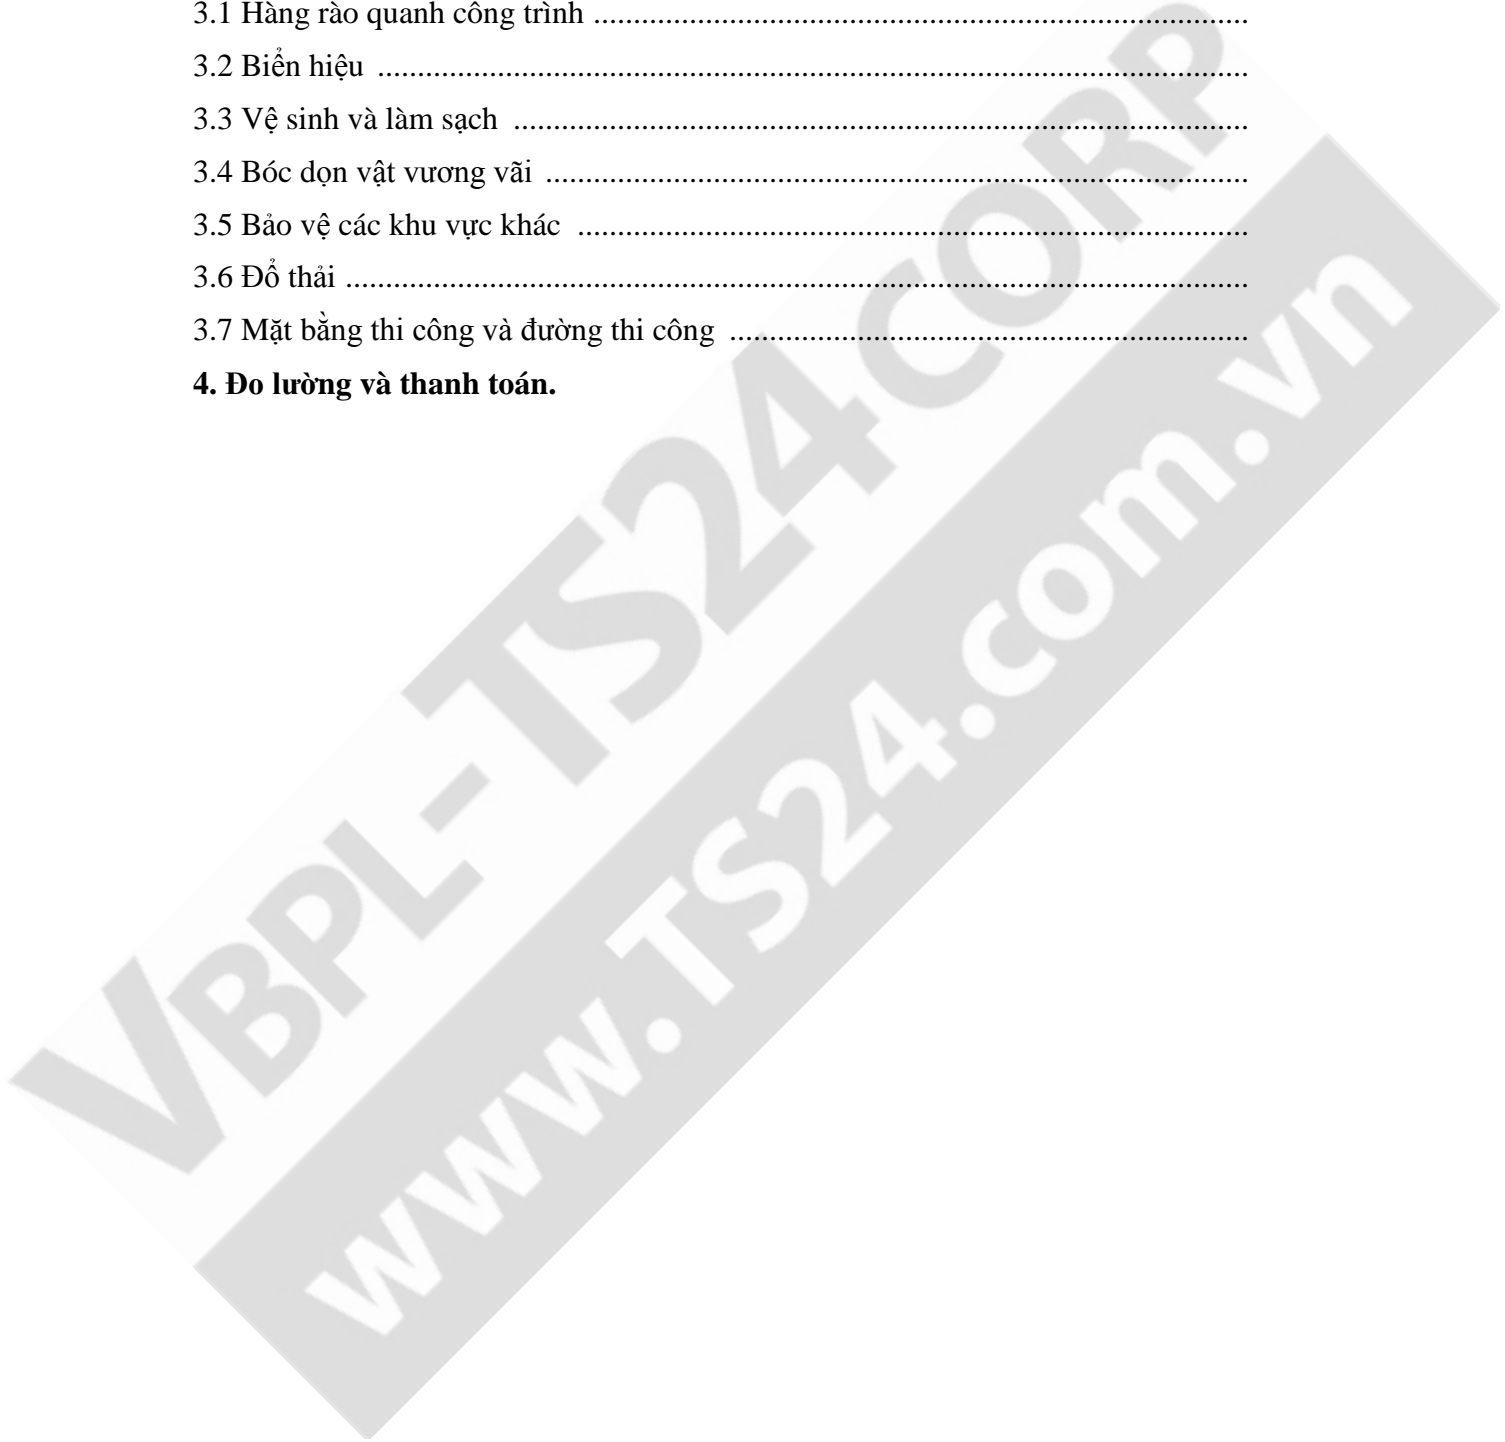 3.1 Hàng rào quanh công trình ..................................................................................
3.2 Biển hiệu .............................................................................................................
3.3 Vệ sinh và làm sạch ............................................................................................
3.4 Bóc dọn vật vương vãi ........................................................................................
3.5 Bảo vệ các khu vực khác ....................................................................................
3.6 Đổ thải .................................................................................................................
3.7 Mặt bằng thi công và đường thi công .................................................................
4. Đo lường và thanh toán.
VBPL-TS24CORP
www.TS24.com.vn